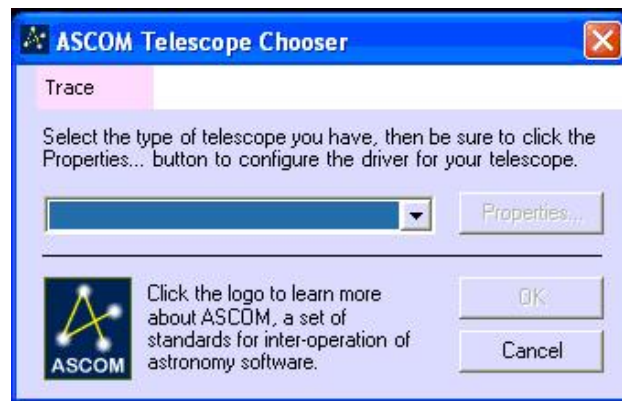 ASCOM Telescope Chooser
Trace
Select the type of telescope you have, then be sure to click the
Properties... button to configure the driver for your telescope.
Properties...
Click the logo to learn more
about ASCOM, a set of
standards for inter-operation of
astronomy software.
ASCOM
OK
Cancel